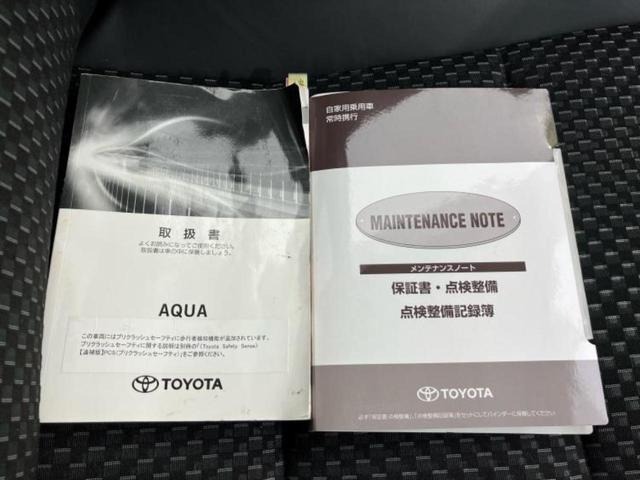 取扱書
よくお読みになってご使用ください。
取扱書は車の中に保管しましょう。
AQUA
この車両にはプリクラッシュセーフティに歩行者検知機能が追加されています。
プリクラッシュセーフティに関する説明は別冊の「(Toyota Safety Sense)
【追補版】PCS(プリクラッシュセーフティ)」をご参照ください。
TOYOTA
自家用乗用車
常時携行
MAINTENANCE NOTE
メンテナンスノート
保証書・点検整備
点検整備記録簿
TOYOTA